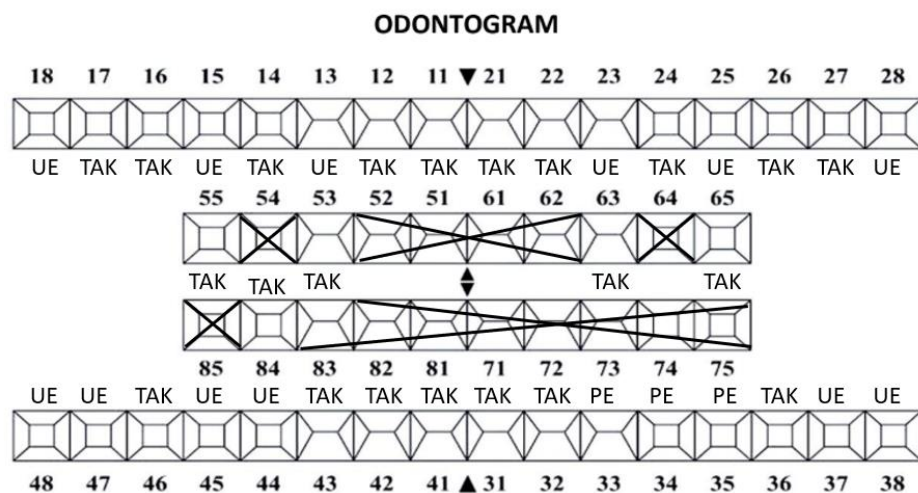 ODONTOGRAM
18 17 16 15 14 13 12 11 21 22 23 24 25 26 27 28
UE TAK TAK UE TAK UE TAK TAK TAK TAK UE TAK UE TAK TAK UE
55 54 53 52 51 61 62 63 64 65
TAK TAK TAK TAK TAK
85 84 83 82 81 71 72 73 74 75
UE UE TAK UE UE TAK TAK TAK TAK TAK PE PE PE TAK UE UE
48 47 46 45 44 43 42 41 31 32 33 34 35 36 37 38